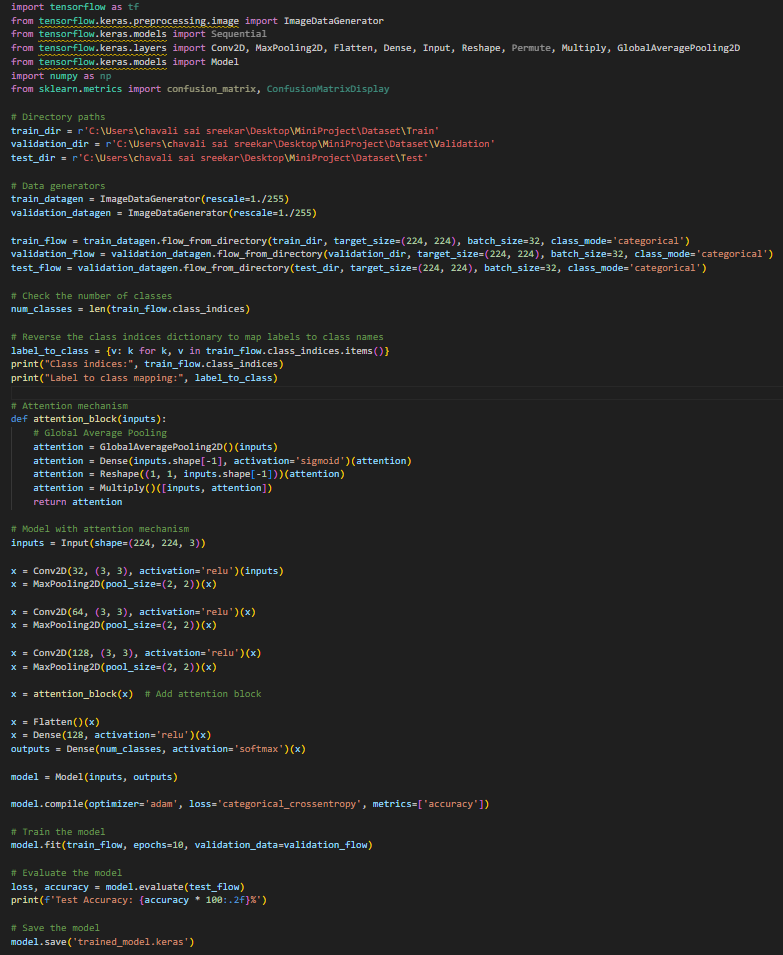 import tensorflow as tf
from tensorflow.keras.preprocessing.image import ImageDataGenerator
from tensorflow.keras.models import Sequential
from tensorflow.keras.layers import Conv2D, MaxPooling2D, Flatten, Dense, Input, Reshape, Permute, Multiply, GlobalAveragePooling2D
from tensorflow.keras.models import Model
import numpy as np
from sklearn.metrics import confusion_matrix, ConfusionMatrixDisplay

# Directory paths
train_dir = r'C:\Users\chavali sai sreekar\Desktop\MiniProject\Dataset\Train'
validation_dir = r'C:\Users\chavali sai sreekar\Desktop\MiniProject\Dataset\Validation'
test_dir = r'C:\Users\chavali sai sreekar\Desktop\MiniProject\Dataset\Test'

# Data generators
train_datagen = ImageDataGenerator(rescale=1./255)
validation_datagen = ImageDataGenerator(rescale=1./255)

train_flow = train_datagen.flow_from_directory(train_dir, target_size=(224, 224), batch_size=32, class_mode='categorical')
validation_flow = validation_datagen.flow_from_directory(validation_dir, target_size=(224, 224), batch_size=32, class_mode='categorical')
test_flow = validation_datagen.flow_from_directory(test_dir, target_size=(224, 224), batch_size=32, class_mode='categorical')

# Check the number of classes
num_classes = len(train_flow.class_indices)

# Reverse the class indices dictionary to map labels to class names
label_to_class = {v: k for k, v in train_flow.class_indices.items()}
print("Class indices:", train_flow.class_indices)
print("Label to class mapping:", label_to_class)

# Attention mechanism
def attention_block(inputs):
    # Global Average Pooling
    attention = GlobalAveragePooling2D()(inputs)
    attention = Dense(inputs.shape[-1], activation='sigmoid')(attention)
    attention = Reshape((1, 1, inputs.shape[-1]))(attention)
    attention = Multiply()([inputs, attention])
    return attention

# Model with attention mechanism
inputs = Input(shape=(224, 224, 3))

x = Conv2D(32, (3, 3), activation='relu')(inputs)
x = MaxPooling2D(pool_size=(2, 2))(x)

x = Conv2D(64, (3, 3), activation='relu')(x)
x = MaxPooling2D(pool_size=(2, 2))(x)

x = Conv2D(128, (3, 3), activation='relu')(x)
x = MaxPooling2D(pool_size=(2, 2))(x)

x = attention_block(x)  # Add attention block

x = Flatten()(x)
x = Dense(128, activation='relu')(x)
outputs = Dense(num_classes, activation='softmax')(x)

model = Model(inputs, outputs)

model.compile(optimizer='adam', loss='categorical_crossentropy', metrics=['accuracy'])

# Train the model
model.fit(train_flow, epochs=10, validation_data=validation_flow)

# Evaluate the model
loss, accuracy = model.evaluate(test_flow)
print(f'Test Accuracy: {accuracy * 100:.2f}%')

# Save the model
model.save('trained_model.keras')